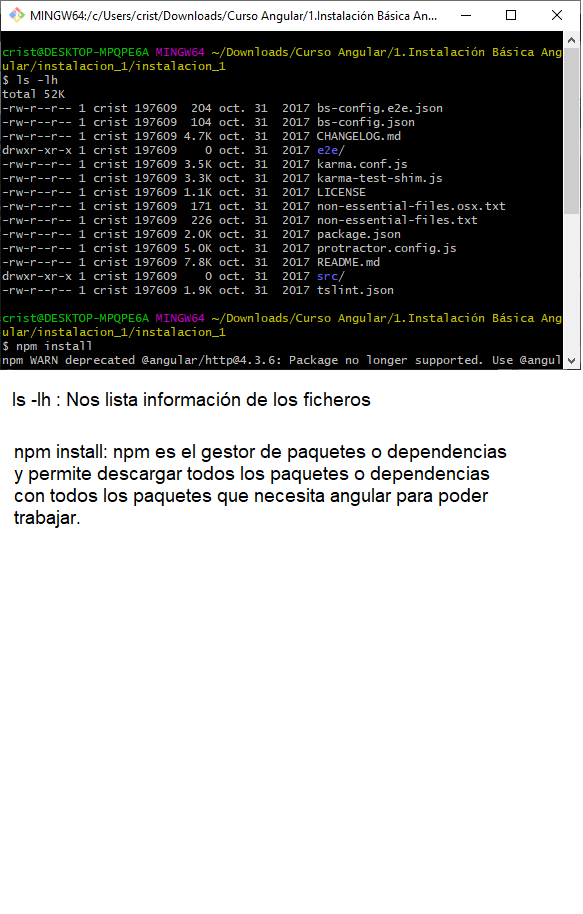 MINGW64:/c/Users/crist/Downloads/Curso Angular/1.Instalación Básica An...
crist@DESKTOP-MPQPE6A MINGW64 ~/Downloads/Curso Angular/1.Instalación Básica Ang
ular/instalacion_1/instalacion_1
$ ls -lh
total 52K
-rw-r--r-- 1 crist 197609  204 oct. 31  2017 bs-config.e2e.json
-rw-r--r-- 1 crist 197609  104 oct. 31  2017 bs-config.json
-rw-r--r-- 1 crist 197609 4.7K oct. 31  2017 CHANGELOG.md
drwxr-xr-x 1 crist 197609    0 oct. 31  2017 e2e/
-rw-r--r-- 1 crist 197609 3.5K oct. 31  2017 karma.conf.js
-rw-r--r-- 1 crist 197609 3.3K oct. 31  2017 karma-test-shim.js
-rw-r--r-- 1 crist 197609 1.1K oct. 31  2017 LICENSE
-rw-r--r-- 1 crist 197609  171 oct. 31  2017 non-essential-files.osx.txt
-rw-r--r-- 1 crist 197609  226 oct. 31  2017 non-essential-files.txt
-rw-r--r-- 1 crist 197609 2.0K oct. 31  2017 package.json
-rw-r--r-- 1 crist 197609 5.0K oct. 31  2017 protractor.config.js
-rw-r--r-- 1 crist 197609 7.8K oct. 31  2017 README.md
drwxr-xr-x 1 crist 197609    0 oct. 31  2017 src/
-rw-r--r-- 1 crist 197609 1.9K oct. 31  2017 tslint.json
crist@DESKTOP-MPQPE6A MINGW64 ~/Downloads/Curso Angular/1.Instalación Básica Ang
ular/instalacion_1/instalacion_1
$ npm install
npm WARN deprecated @angular/http@4.3.6: Package no longer supported. Use @angul
ls -lh : Nos lista información de los ficheros
npm install: npm es el gestor de paquetes o dependencias
y permite descargar todos los paquetes o dependencias
con todos los paquetes que necesita angular para poder
trabajar.